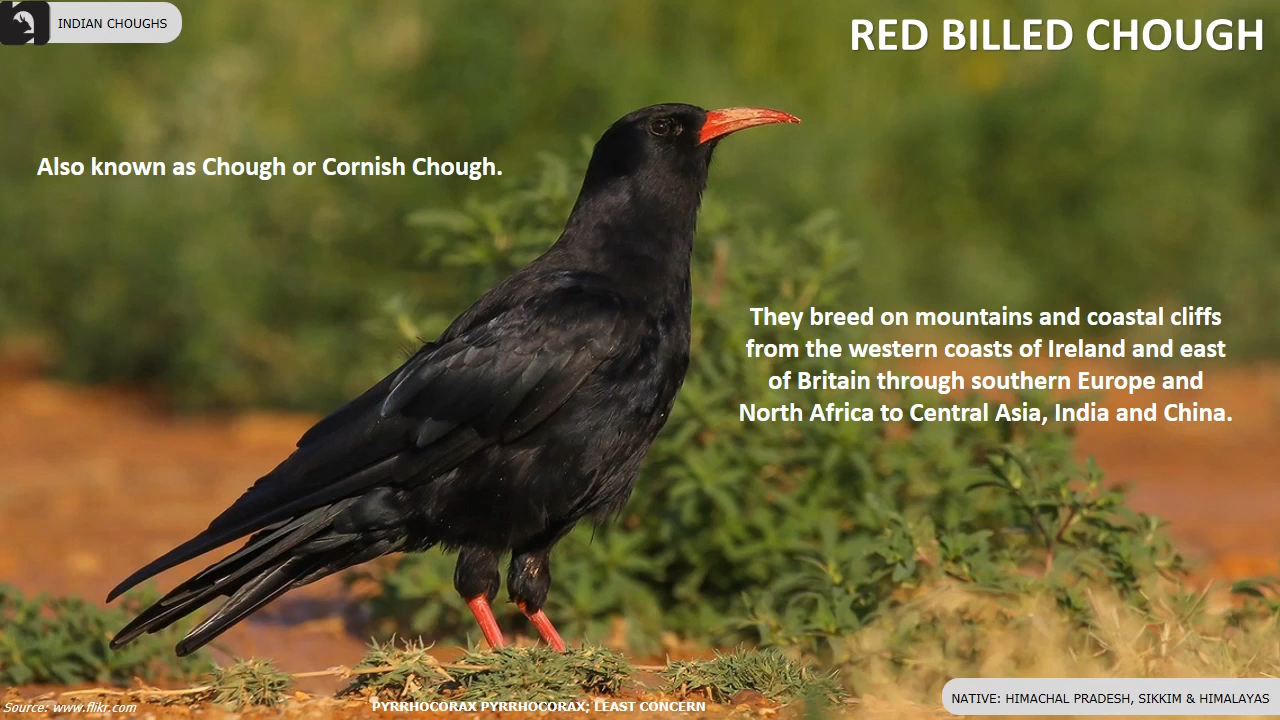 INDIAN CHOUGHS
RED BILLED CHOUGH
Also known as Chough or Cornish Chough.
They breed on mountains and coastal cliffs
from the western coasts of Ireland and east
of Britain through southern Europe and
North Africa to Central Asia, India and China.
NATIVE: HIMACHAL PRADESH, SIKKIM & HIMALAYAS
Source: www.flikr.com
PYRRHOCORAX PYRRHOCORAX; LEAST CONCERN